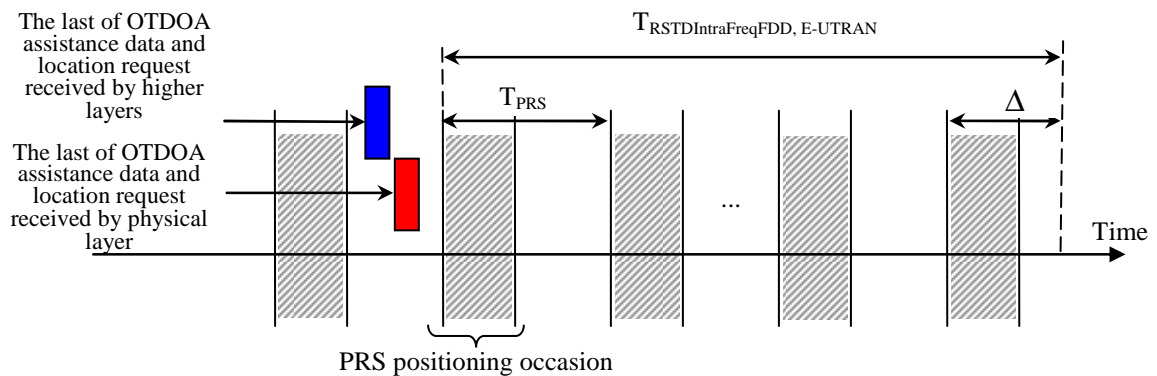 The last of OTDOA
assistance data and
location request
received by higher
layers
The last of OTDOA
assistance data and
location request
received by physical
layer
T_RSTDIntraFreqFDD, E-UTRAN
T_PRS
Δ
...
Time
PRS positioning occasion